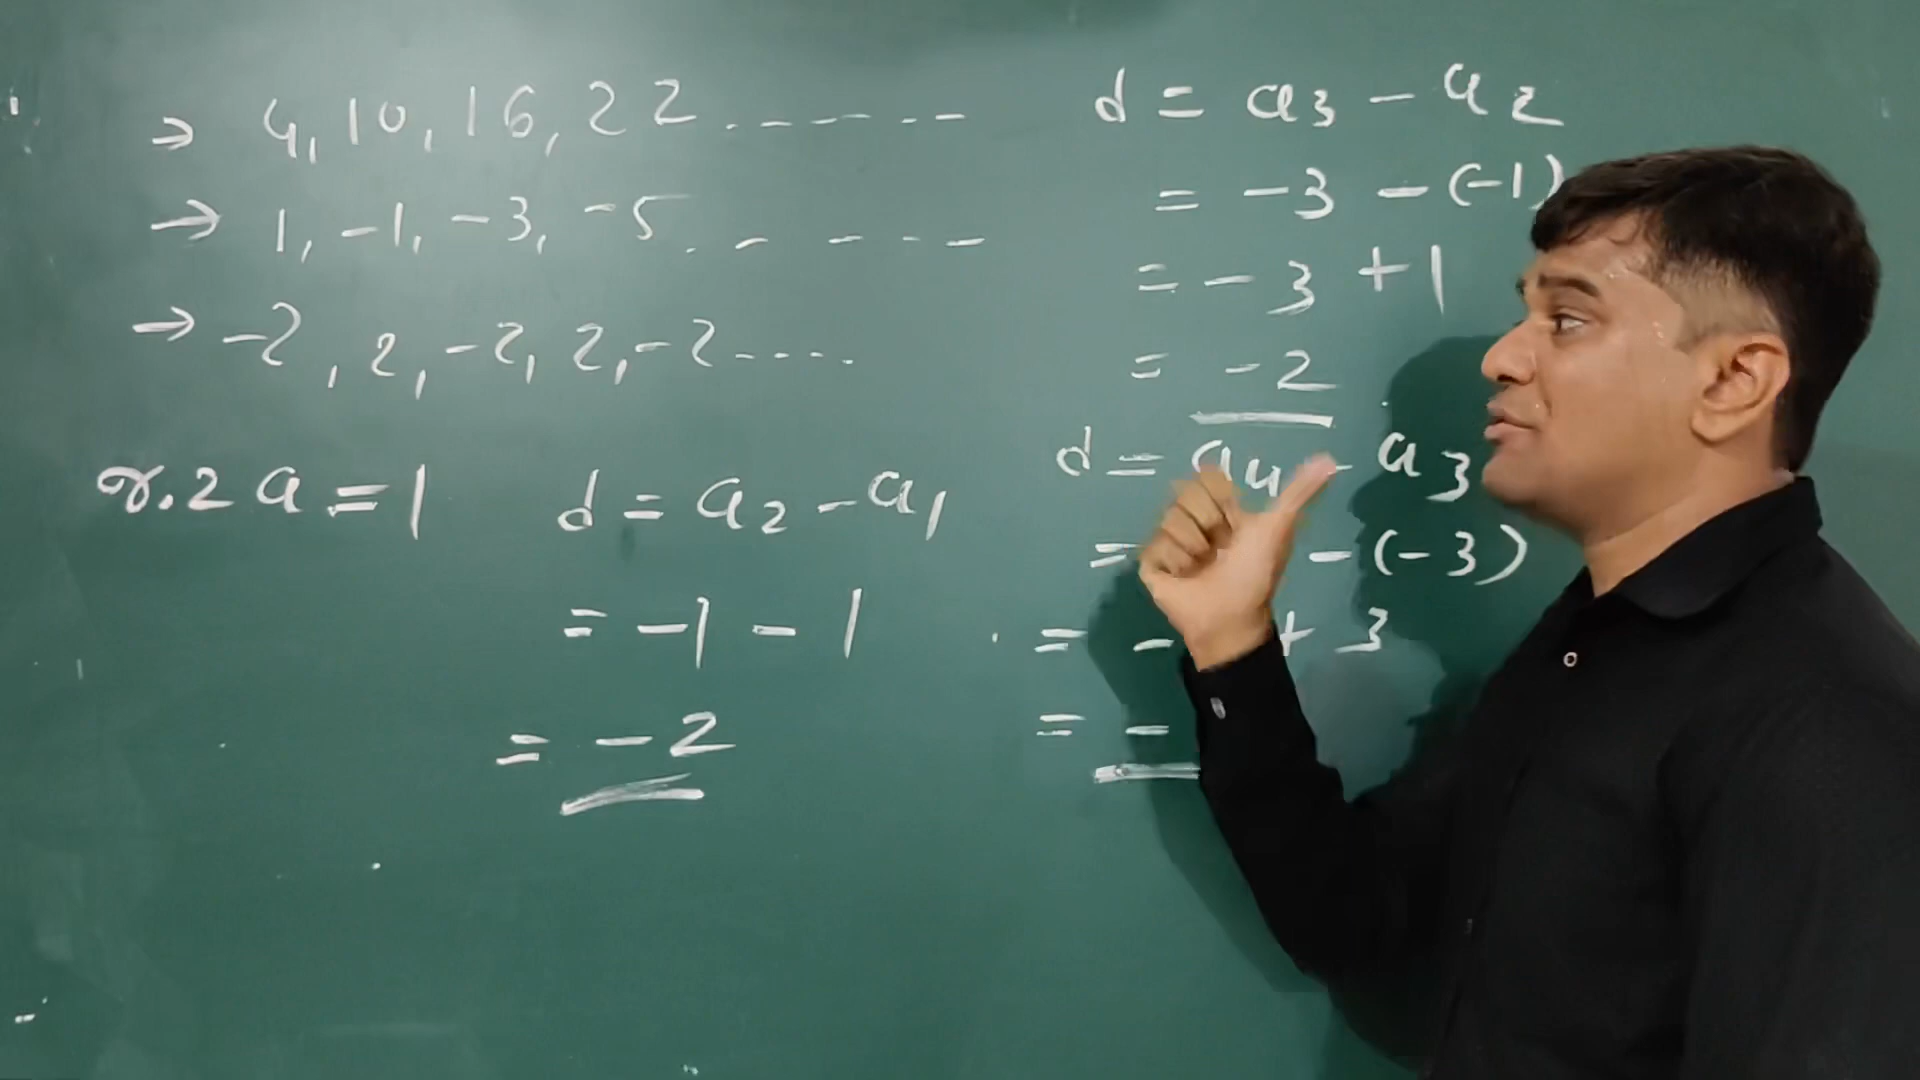 → 4, 10, 16, 22 . - - - - - -
→ 1, -1, -3, -5 . - - - -
→ -2, 2, -2, 2, -2 - - - .
ર.2 a = 1
d = a2 - a1
= -1 - 1
= -2
d = a3 - a2
= -3 - (-1)
= -3 + 1
= -2
d = a4 - a3
= - (-3)
= - + 3
= -